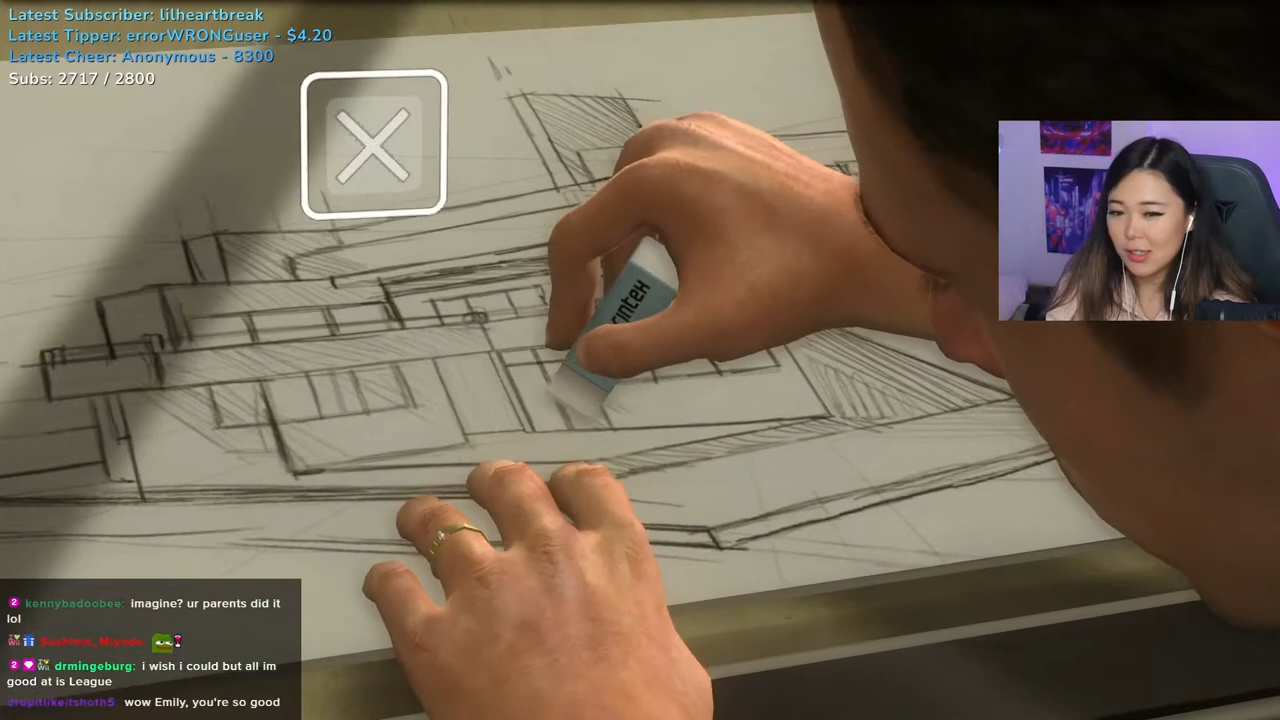 Latest Subscriber: lilheartbreak
Latest Tipper: errorWRONGuser - $4.20
Latest Cheer: Anonymous - 8300
Subs: 2717 / 2800
kennybadoobee: imagine? ur parents did it
lol
drmingeburg: i wish i could but all im
good at is League
wow Emily, you're so good